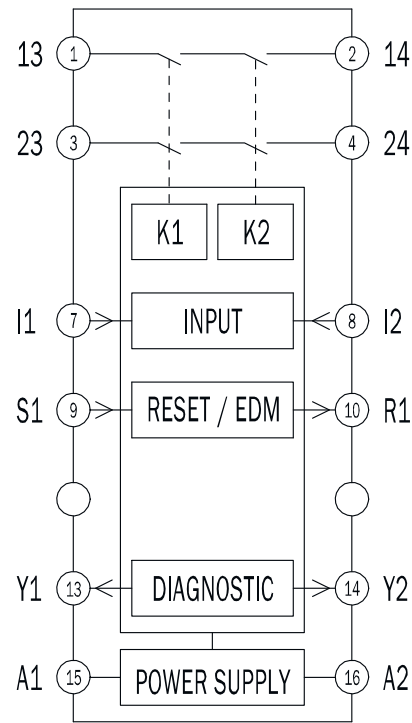 13 1 2 14
23 3 4 24
K1 K2
I1 7 INPUT 8 I2
S1 9 RESET / EDM 10 R1
Y1 13 DIAGNOSTIC 14 Y2
A1 15 POWER SUPPLY 16 A2